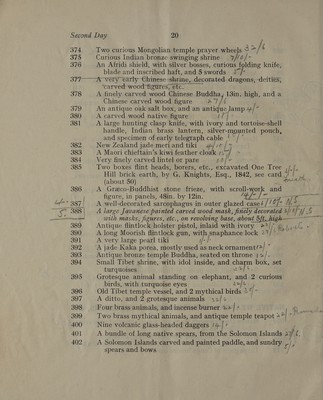 Second Day 20
374 Two curious Mongolian temple prayer wheels
375 Curious Indian bronze swinging shrine
376 An Afridi shield, with silver bosses, curious folding knife,
blade and inscribed haft, and 5 swords
377 A very early Chinese shrine, decorated dragons, deities,
carved wood figures, etc.
378 A finely carved wood Chinese Buddha, 13in. high, and a
Chinese carved wood figure
379 An antique oak salt box, and an antique lamp
380 A carved wood native figure
381 A large hunting clasp knife, with ivory and tortoise-shell
handle, Indian brass lantern, silver-mounted pouch,
and specimen of early telegraph cable
382 New Zealand jade meri and tiki
383 A Maori chieftain's kiwi feather cloak
384 Very finely carved lintel or pare
385 Two boxes flint heads, borers, etc., excavated One Tree
Hill brick earth, by G. Knights, Esq., 1842, see card
(about 50)
386 A Græco-Buddhist stone frieze, with scroll-work and
figure, in panels, 48in. by 12in.
387 A well-decorated sarcophagus in outer glazed case
388 A large Javanese painted carved wood mask, finely decorated
with masks, figures, etc., on rendering base, about 5ft. high
389 Antique flintlock holster pistol, inlaid with ivory
390 A long Moorish flintlock gun, with snaphance lock
391 A very large pearl tiki
392 A jade Kaka porea, mostly used as neck ornament
393 Antique bronze temple Buddha, seated on throne
394 Small Tibet shrine, with idol inside, and charm box, set
turquoises
395 Grotesque animal standing on elephant, and 2 curious
birds, with turquoise eyes
396 Old Tibet temple vessel, and 2 mythical birds
397 A ditto, and 2 grotesque animals
398 Four brass animals, and incense burner
399 Two brass mythical animals, and antique temple teapot
400 Nine volcanic glass-headed daggers
401 A bundle of long native spears, from the Solomon Islands
402 A Solomon Islands carved and painted paddle, and sundry
spears and bows